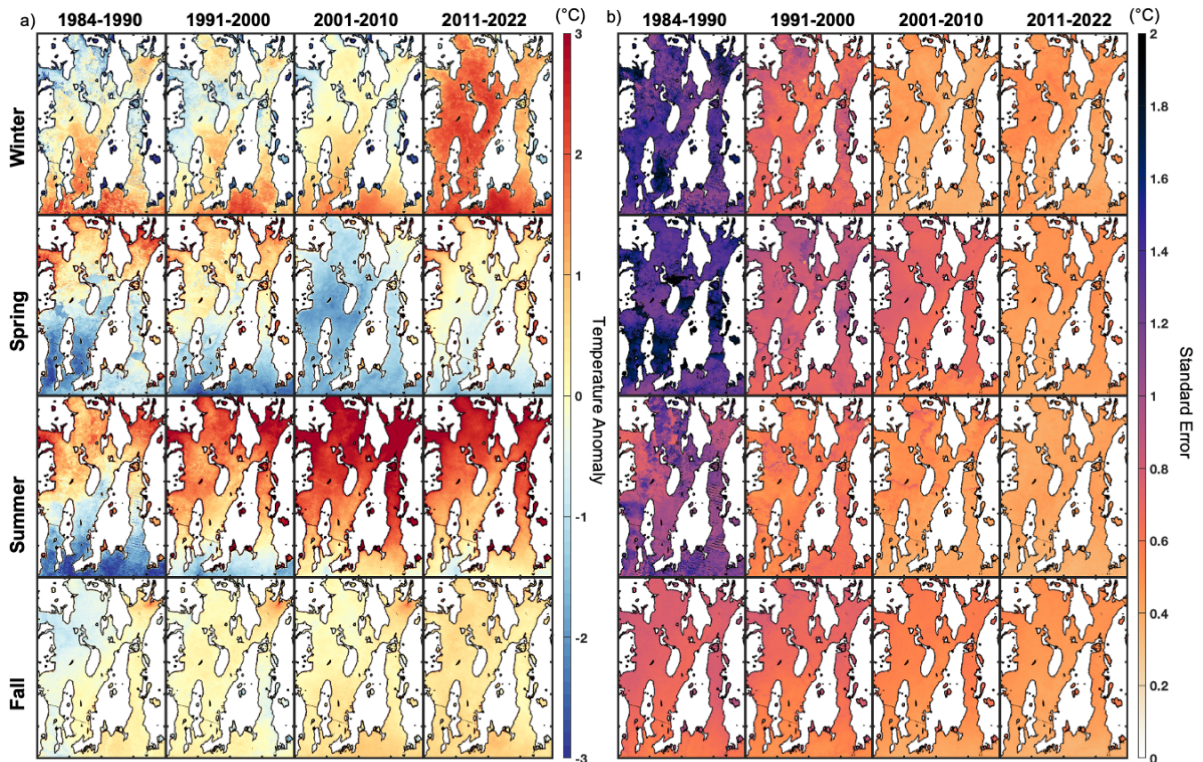 a) 1984-1990 1991-2000 2001-2010 2011-2022 (°C)
b) 1984-1990 1991-2000 2001-2010 2011-2022 (°C)
Winter
Spring
Summer
Fall
3
2
1
0
-1
-2
-3
Temperature Anomaly
2
1.8
1.6
1.4
1.2
1
0.8
0.6
0.4
0.2
0
Standard Error